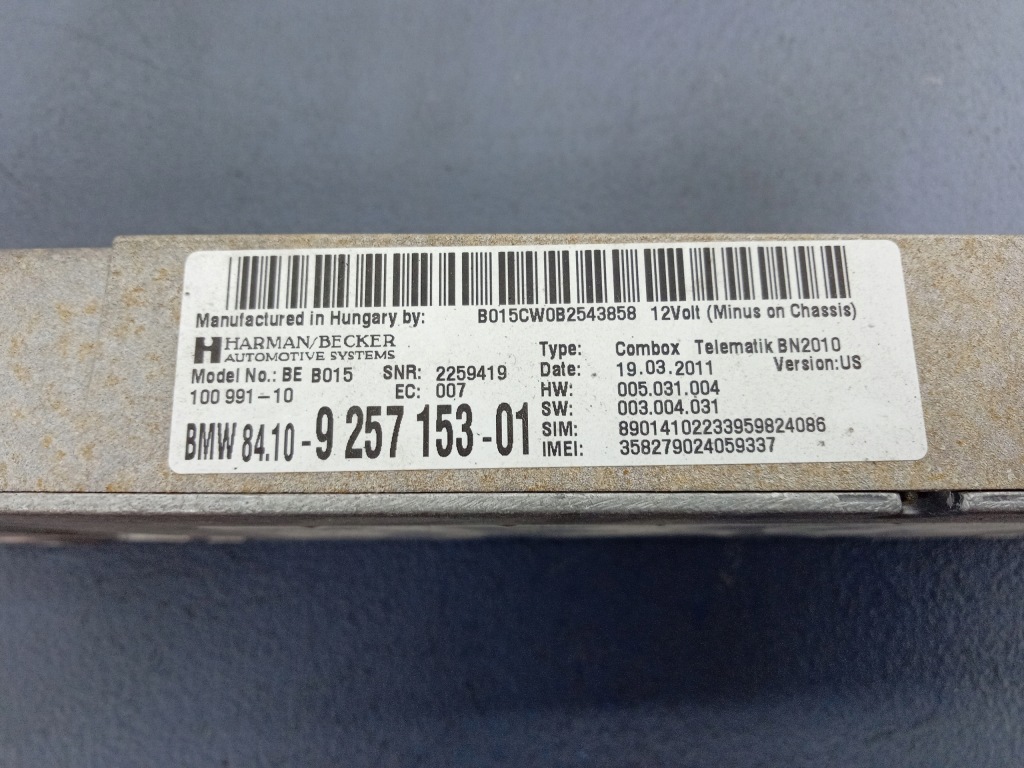 Manufactured in Hungary by: B015CW0B2543858 12Volt (Minus on Chassis)
HARMAN/BECKER
AUTOMOTIVE SYSTEMS
Model No.: BE B015 SNR: 2259419
100 991-10 EC: 007
BMW 84.10-9 257 153-01
Type: Combox Telematik BN2010
Date: 19.03.2011 Version:US
HW: 005.031.004
SW: 003.004.031
SIM: 89014102233959824086
IMEI: 358279024059337